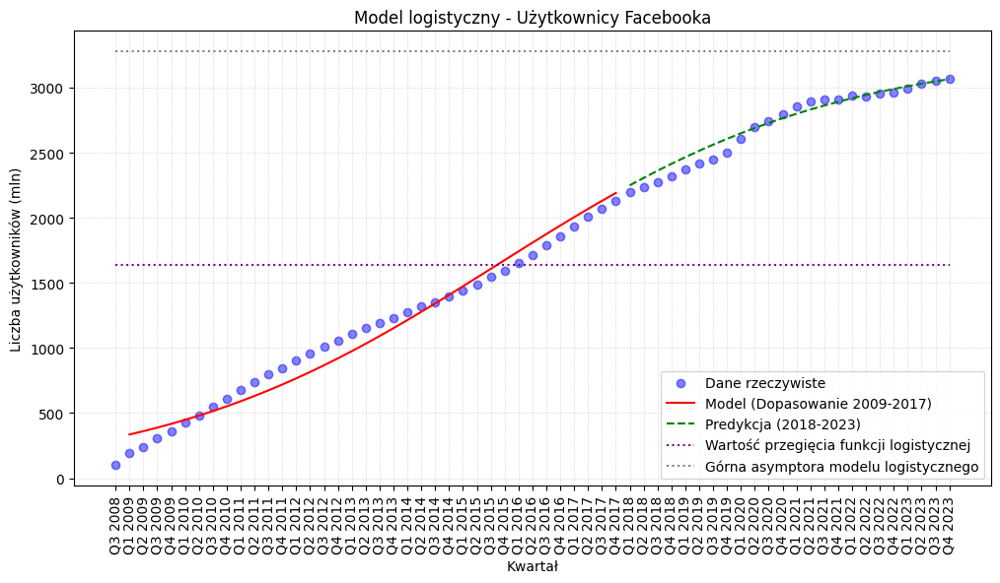 Model logistyczny - Użytkownicy Facebooka
Liczba użytkowników (mln)
3000
2500
2000
1500
1000
500
0
Dane rzeczywiste
Model (Dopasowanie 2009-2017)
Predykcja (2018-2023)
Wartość przegięcia funkcji logistycznej
Górna asymptora modelu logistycznego
Q3 2008
Q1 2009
Q2 2009
Q3 2009
Q4 2009
Q1 2010
Q2 2010
Q3 2010
Q4 2010
Q1 2011
Q2 2011
Q3 2011
Q4 2011
Q1 2012
Q2 2012
Q3 2012
Q4 2012
Q1 2013
Q2 2013
Q3 2013
Q4 2013
Q1 2014
Q2 2014
Q3 2014
Q4 2014
Q1 2015
Q2 2015
Q3 2015
Q4 2015
Q1 2016
Q2 2016
Q3 2016
Q4 2016
Q1 2017
Q2 2017
Q3 2017
Q4 2017
Q1 2018
Q2 2018
Q3 2018
Q4 2018
Q1 2019
Q2 2019
Q3 2019
Q4 2019
Q1 2020
Q2 2020
Q3 2020
Q4 2020
Q1 2021
Q2 2021
Q3 2021
Q4 2021
Q1 2022
Q2 2022
Q3 2022
Q4 2022
Q1 2023
Q2 2023
Q3 2023
Q4 2023
Kwartał